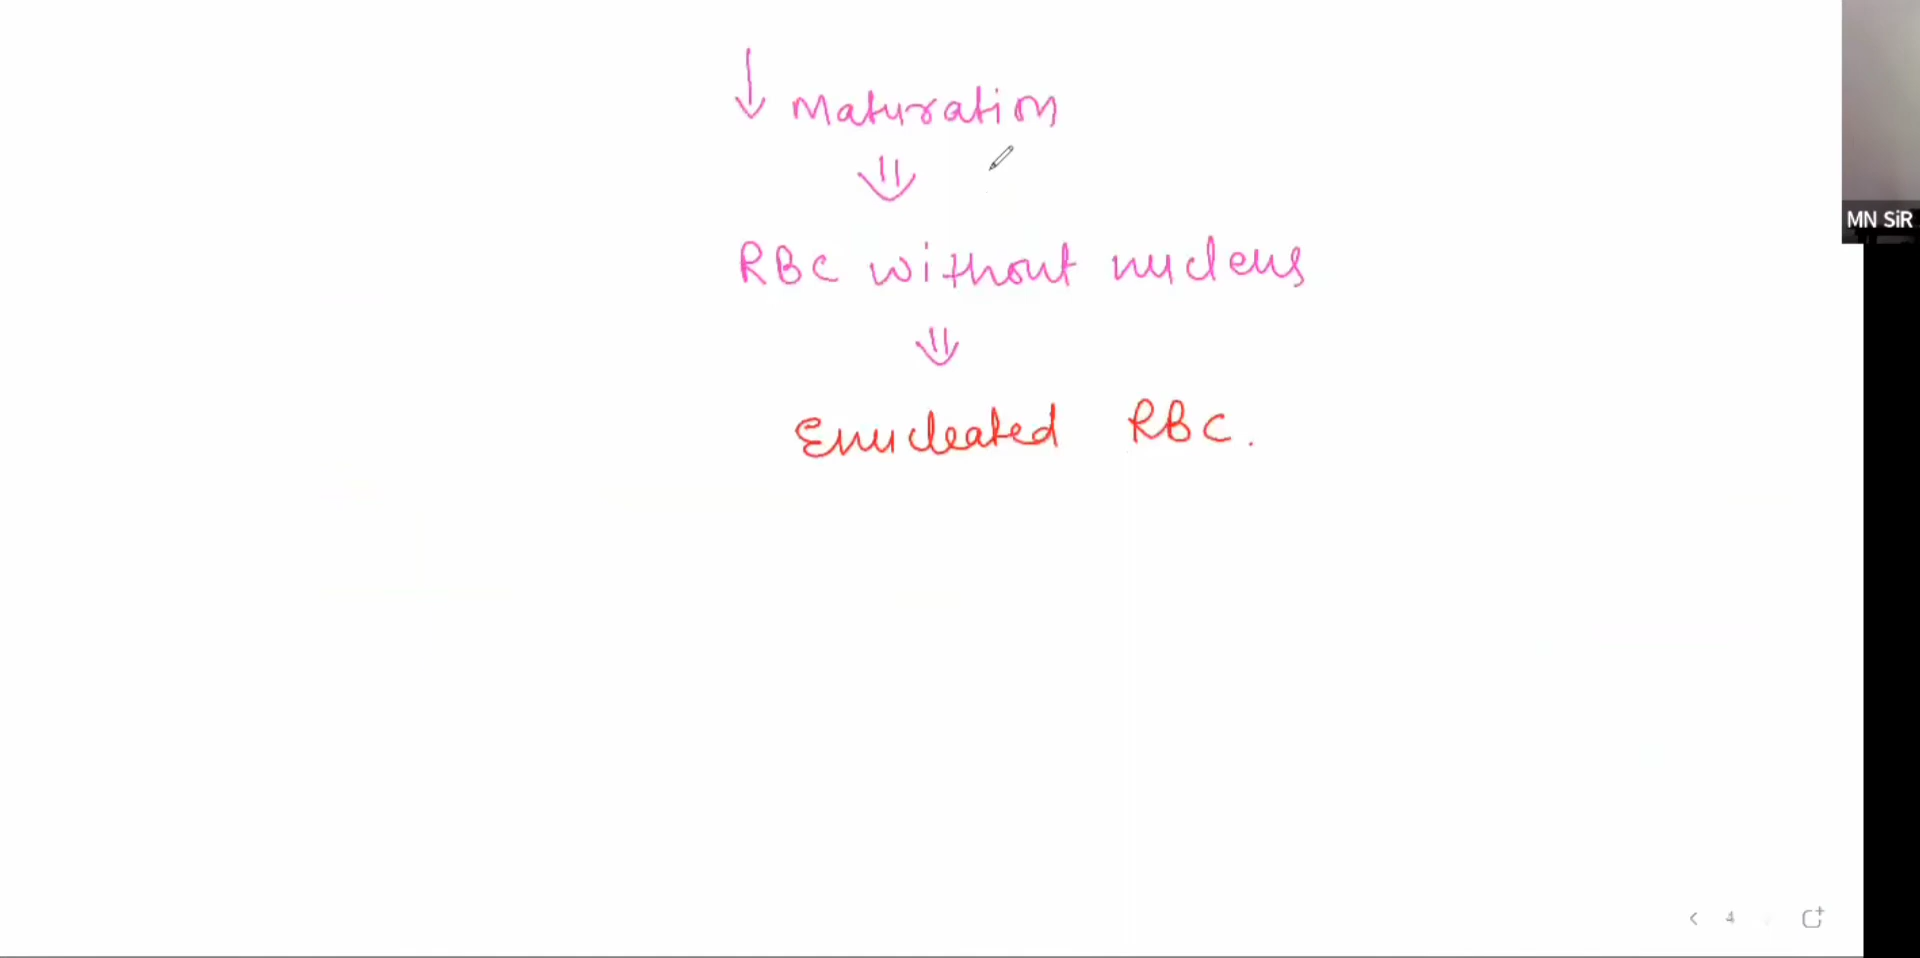 ↓ Maturation
⇓
RBC without nucleus
⇓
Enucleated RBC.
MN SiR
< 4